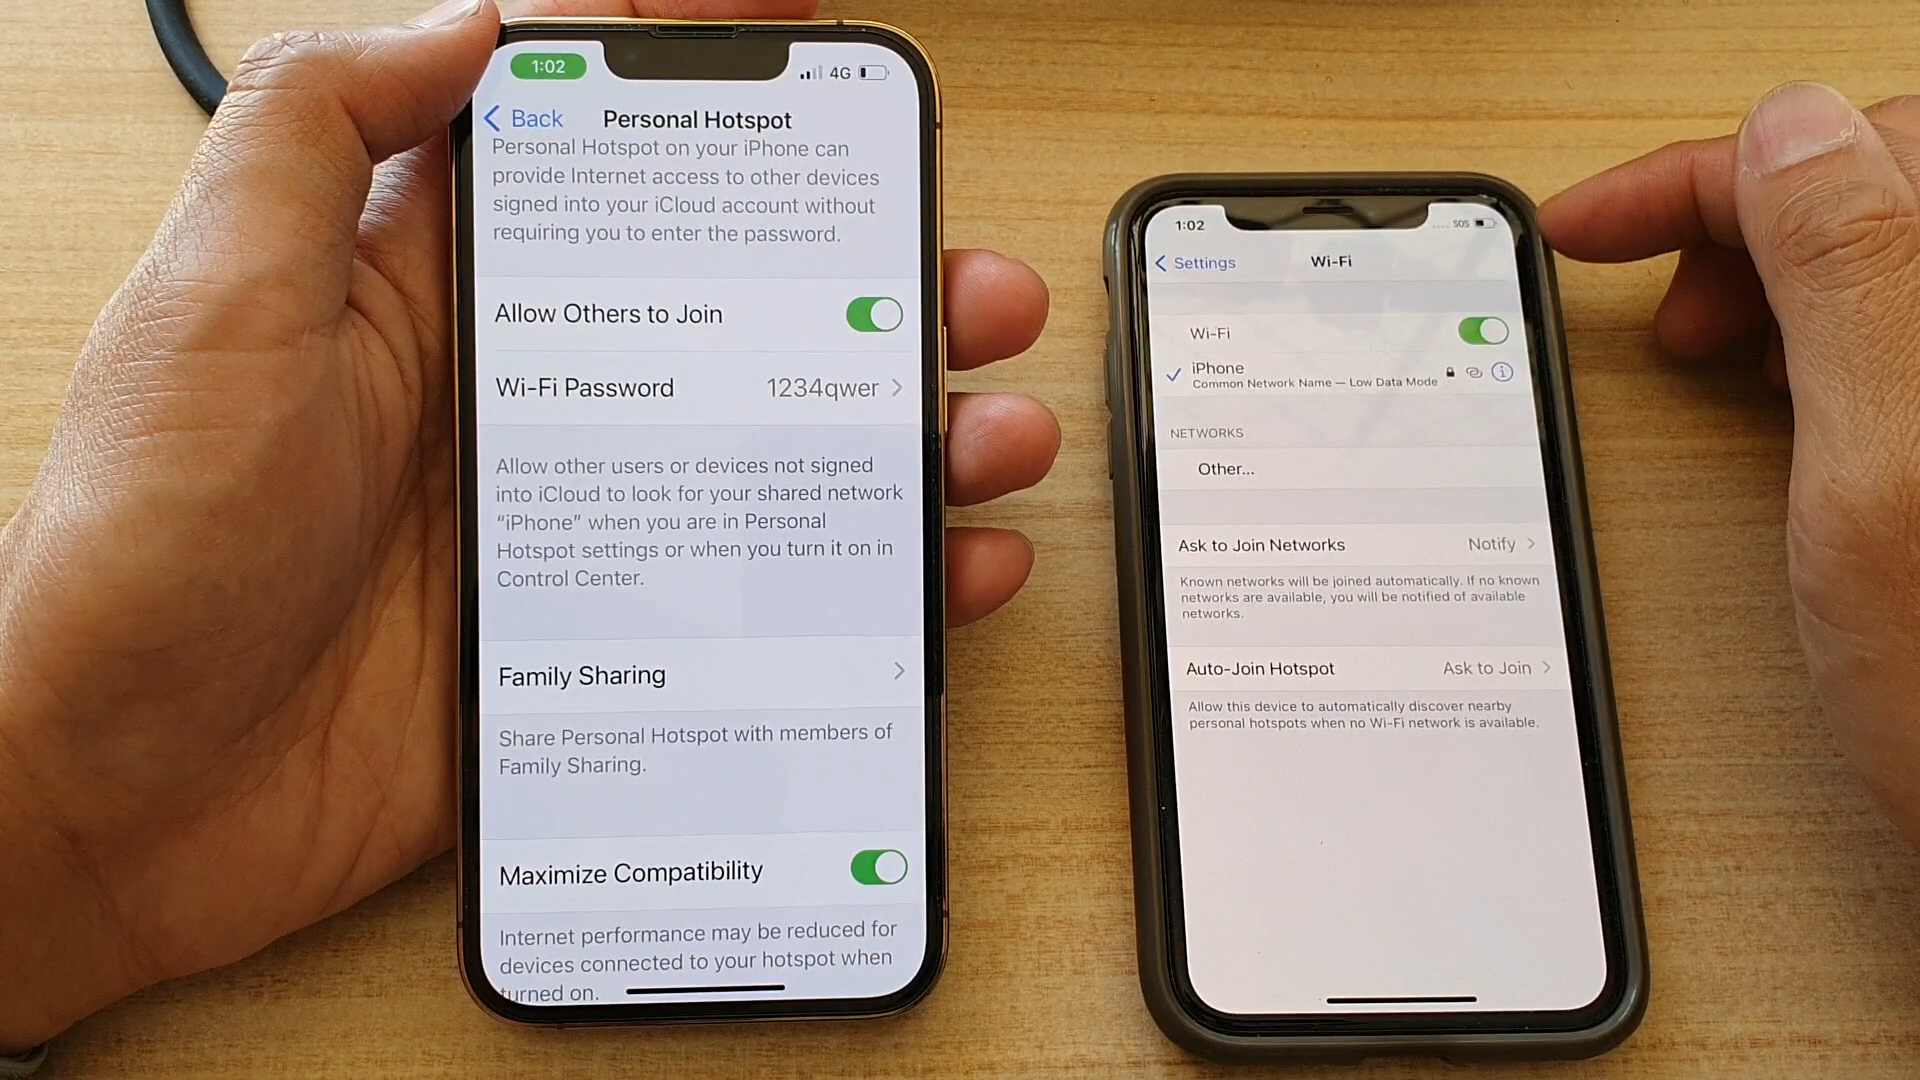 1:02
4G
Back
Personal Hotspot
Personal Hotspot on your iPhone can
provide Internet access to other devices
signed into your iCloud account without
requiring you to enter the password.
Allow Others to Join
Wi-Fi Password
1234qwer
Allow other users or devices not signed
into iCloud to look for your shared network
“iPhone” when you are in Personal
Hotspot settings or when you turn it on in
Control Center.
Family Sharing
Share Personal Hotspot with members of
Family Sharing.
Maximize Compatibility
Internet performance may be reduced for
devices connected to your hotspot when
turned on.
1:02
SOS
Settings
Wi-Fi
Wi-Fi
iPhone
Common Network Name — Low Data Mode
NETWORKS
Other...
Ask to Join Networks
Notify
Known networks will be joined automatically. If no known
networks are available, you will be notified of available
networks.
Auto-Join Hotspot
Ask to Join
Allow this device to automatically discover nearby
personal hotspots when no Wi-Fi network is available.